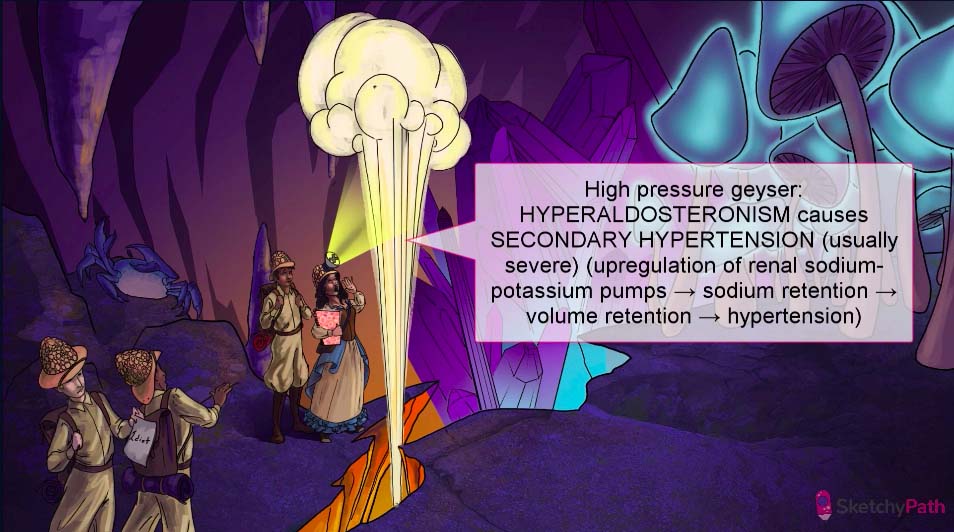 High pressure geyser:
HYPERALDOSTERONISM causes
SECONDARY HYPERTENSION (usually
severe) (upregulation of renal sodium-
potassium pumps → sodium retention →
volume retention → hypertension)
Idiot
SketchyPath